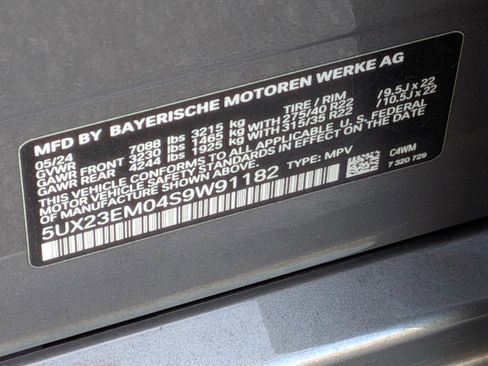 MFD BY BAYERISCHE MOTOREN WERKE AG
05/24 TIRE / RIM
GVWR 7088 lbs 3215 kg
GAWR FRONT 3230 lbs 1465 kg WITH 275/40 R22 / 9.5J x 22
GAWR REAR 4244 lbs 1925 kg WITH 315/35 R22 / 10.5J x 22
THIS VEHICLE CONFORMS TO ALL APPLICABLE U.S. FEDERAL
MOTOR VEHICLE SAFETY STANDARDS IN EFFECT ON THE DATE
OF MANUFACTURE SHOWN ABOVE.
5UX23EM04S9W91182 TYPE: MPV
C4WM
7 320 729